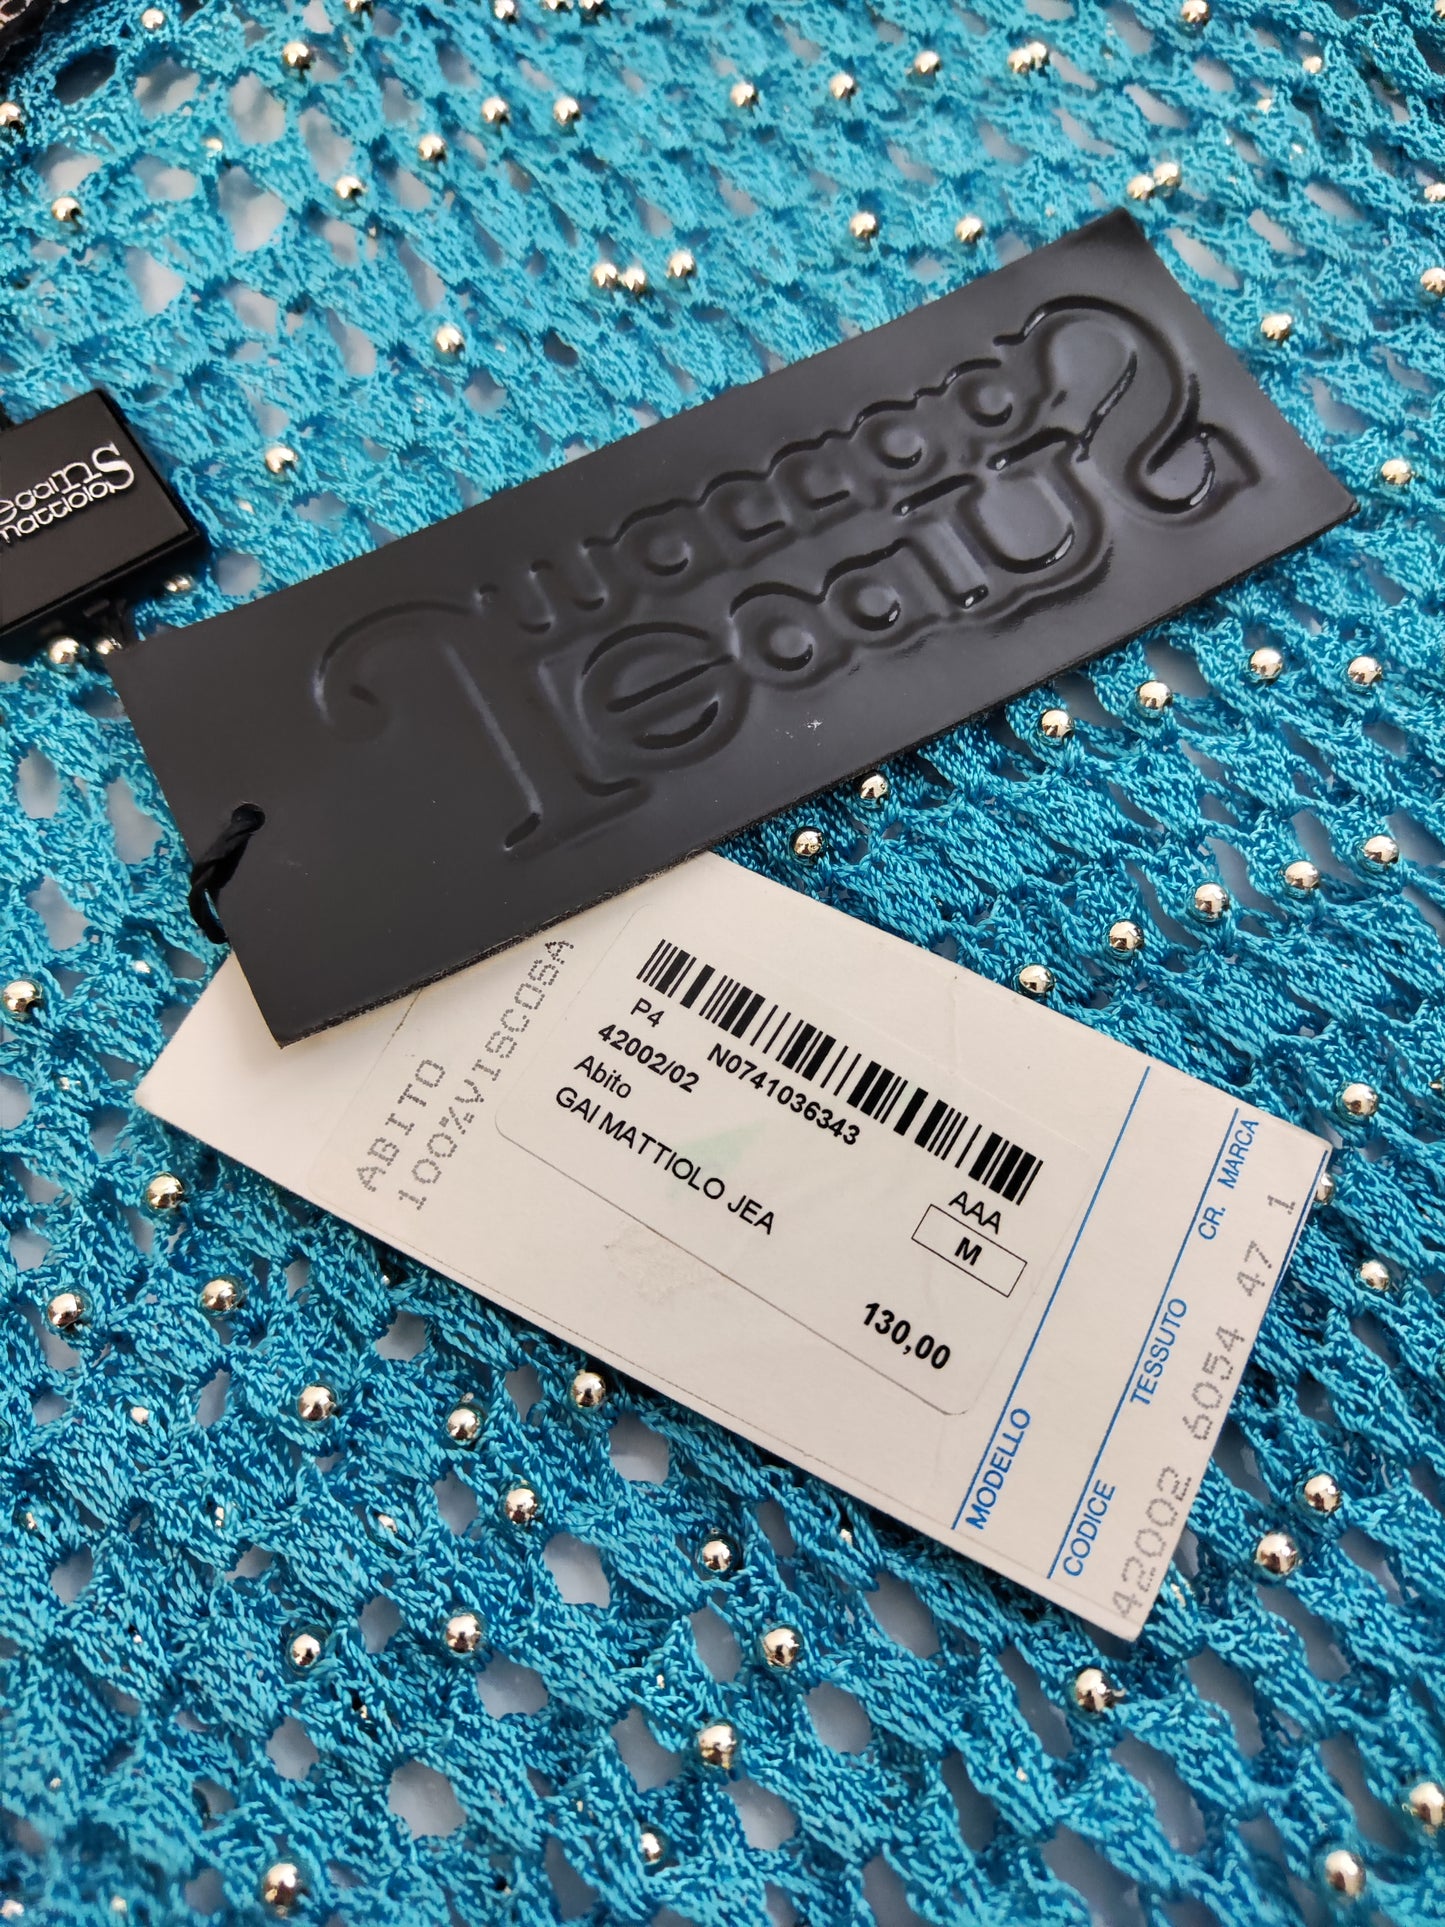 mattiolo
ABITO
100%VISCOSA
P4
N0741036343
AAA
42002/02
M
Abito
GAI MATTIOLO JEA
130,00
MODELLO
CODICE TESSUTO CR. MARCA
42002 6054 47 1